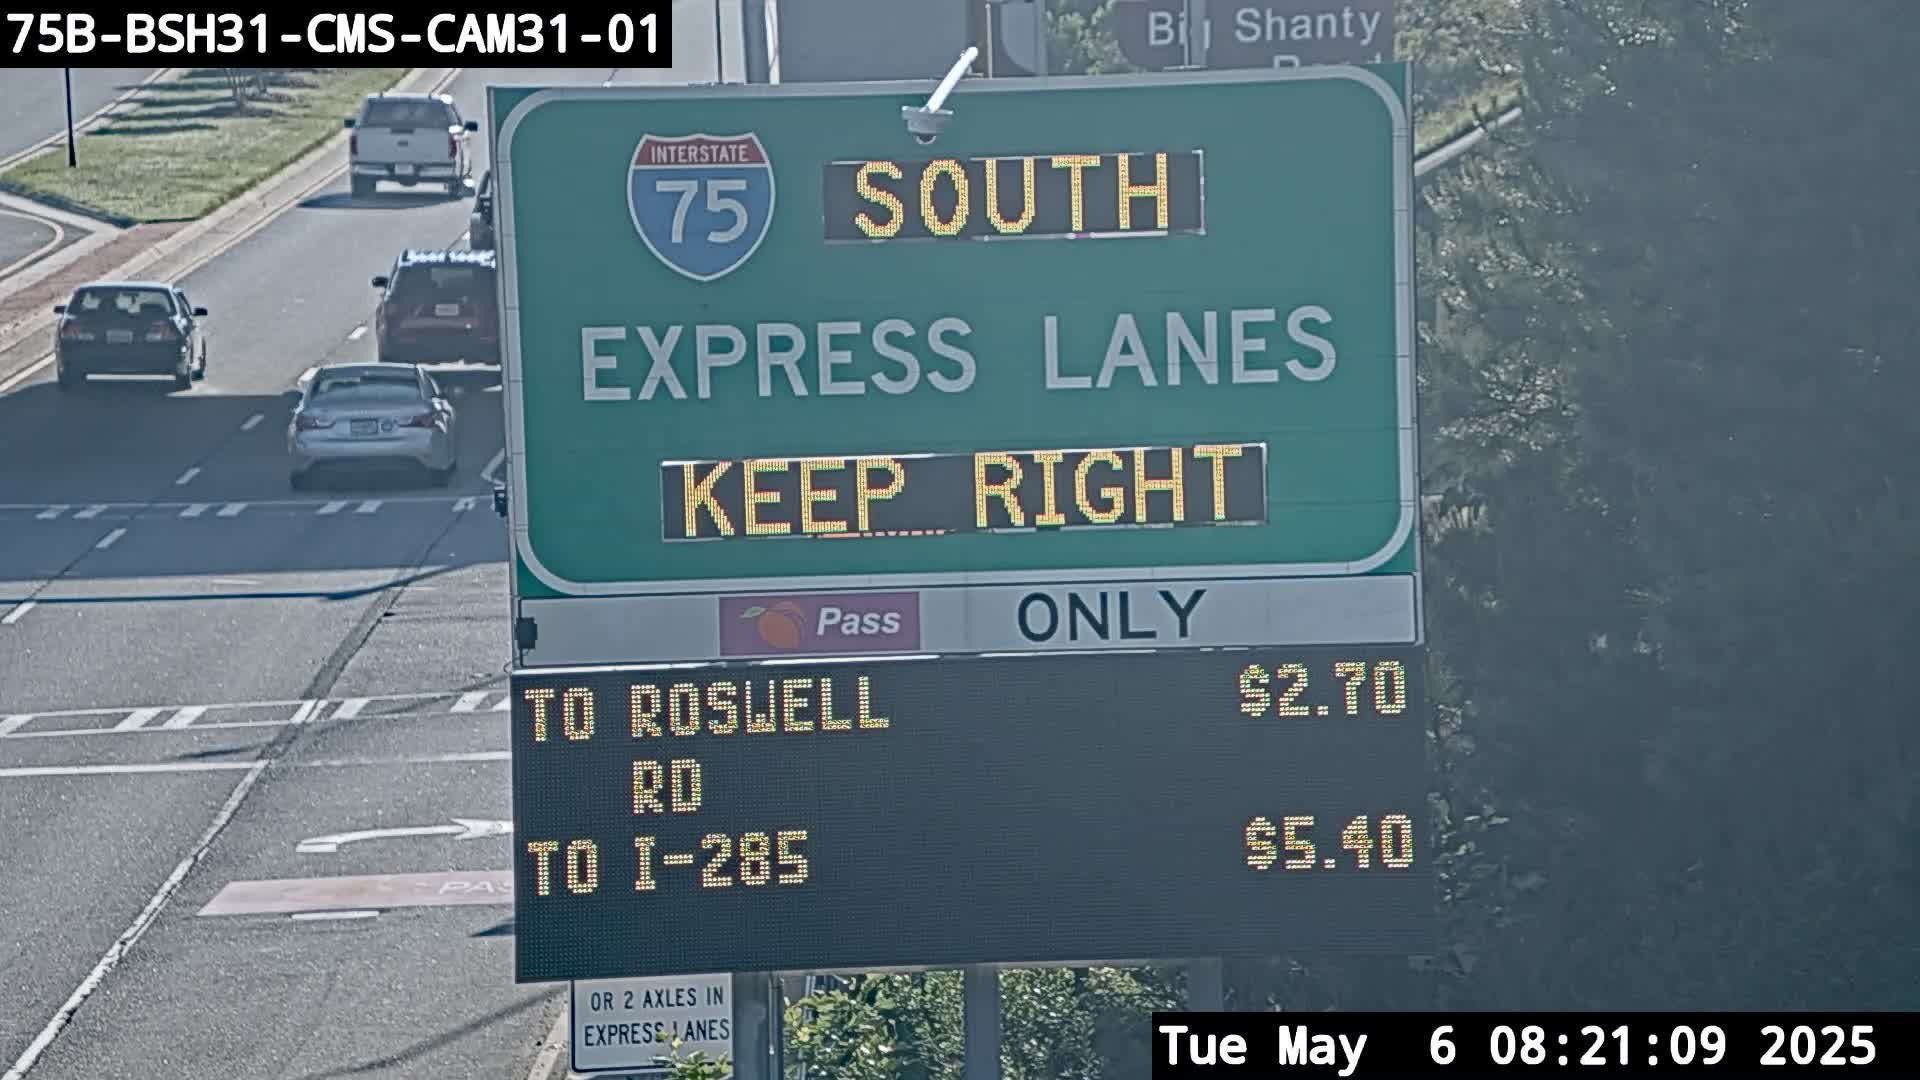 75B-BSH31-CMS-CAM31-01
Big Shanty
Road
INTERSTATE
75
SOUTH
EXPRESS LANES
KEEP RIGHT
Pass ONLY
TO ROSWELL $2.70
RD
TO I-285 $5.40
OR 2 AXLES IN
EXPRESS LANES
Tue May 6 08:21:09 2025